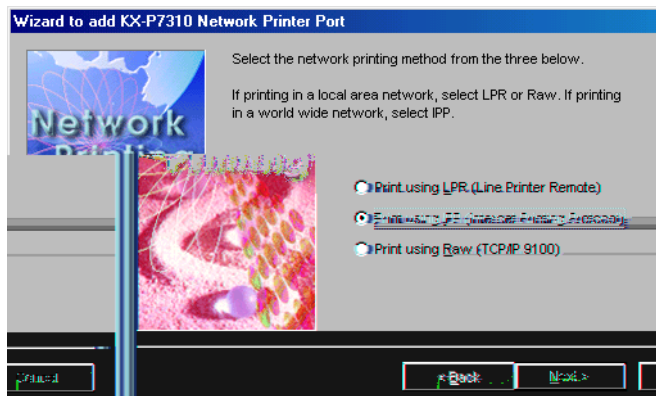 Wizard to add KX-P7310 Network Printer Port
Select the network printing method from the three below.
If printing in a local area network, select LPR or Raw. If printing
in a world wide network, select IPP.
Network
Printing
Print using LPR (Line Printer Remote)
Print using Raw (TCP/IP 9100)
< Back
Next >